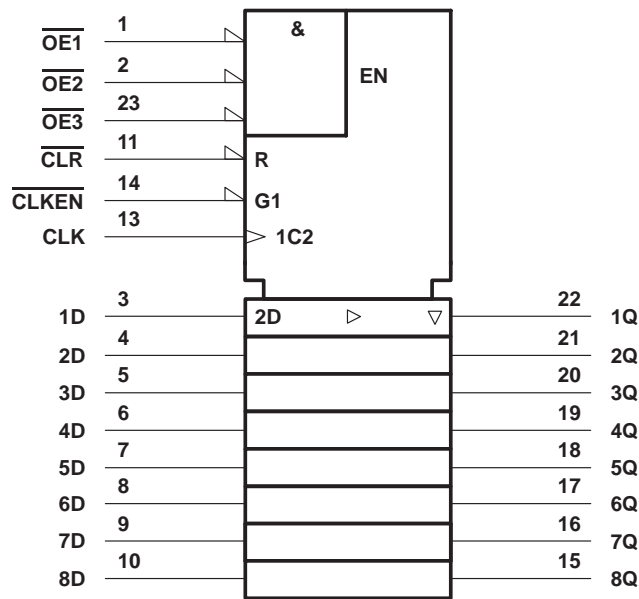 1
&
OE1
2
EN
OE2
23
OE3
11
CLR
R
14
CLKEN
G1
13
CLK
1C2
3
22
1D
2D
1Q
4
21
2D
2Q
5
20
3D
3Q
6
19
4D
4Q
7
18
5D
5Q
8
17
6D
6Q
9
16
7D
7Q
10
15
8D
8Q